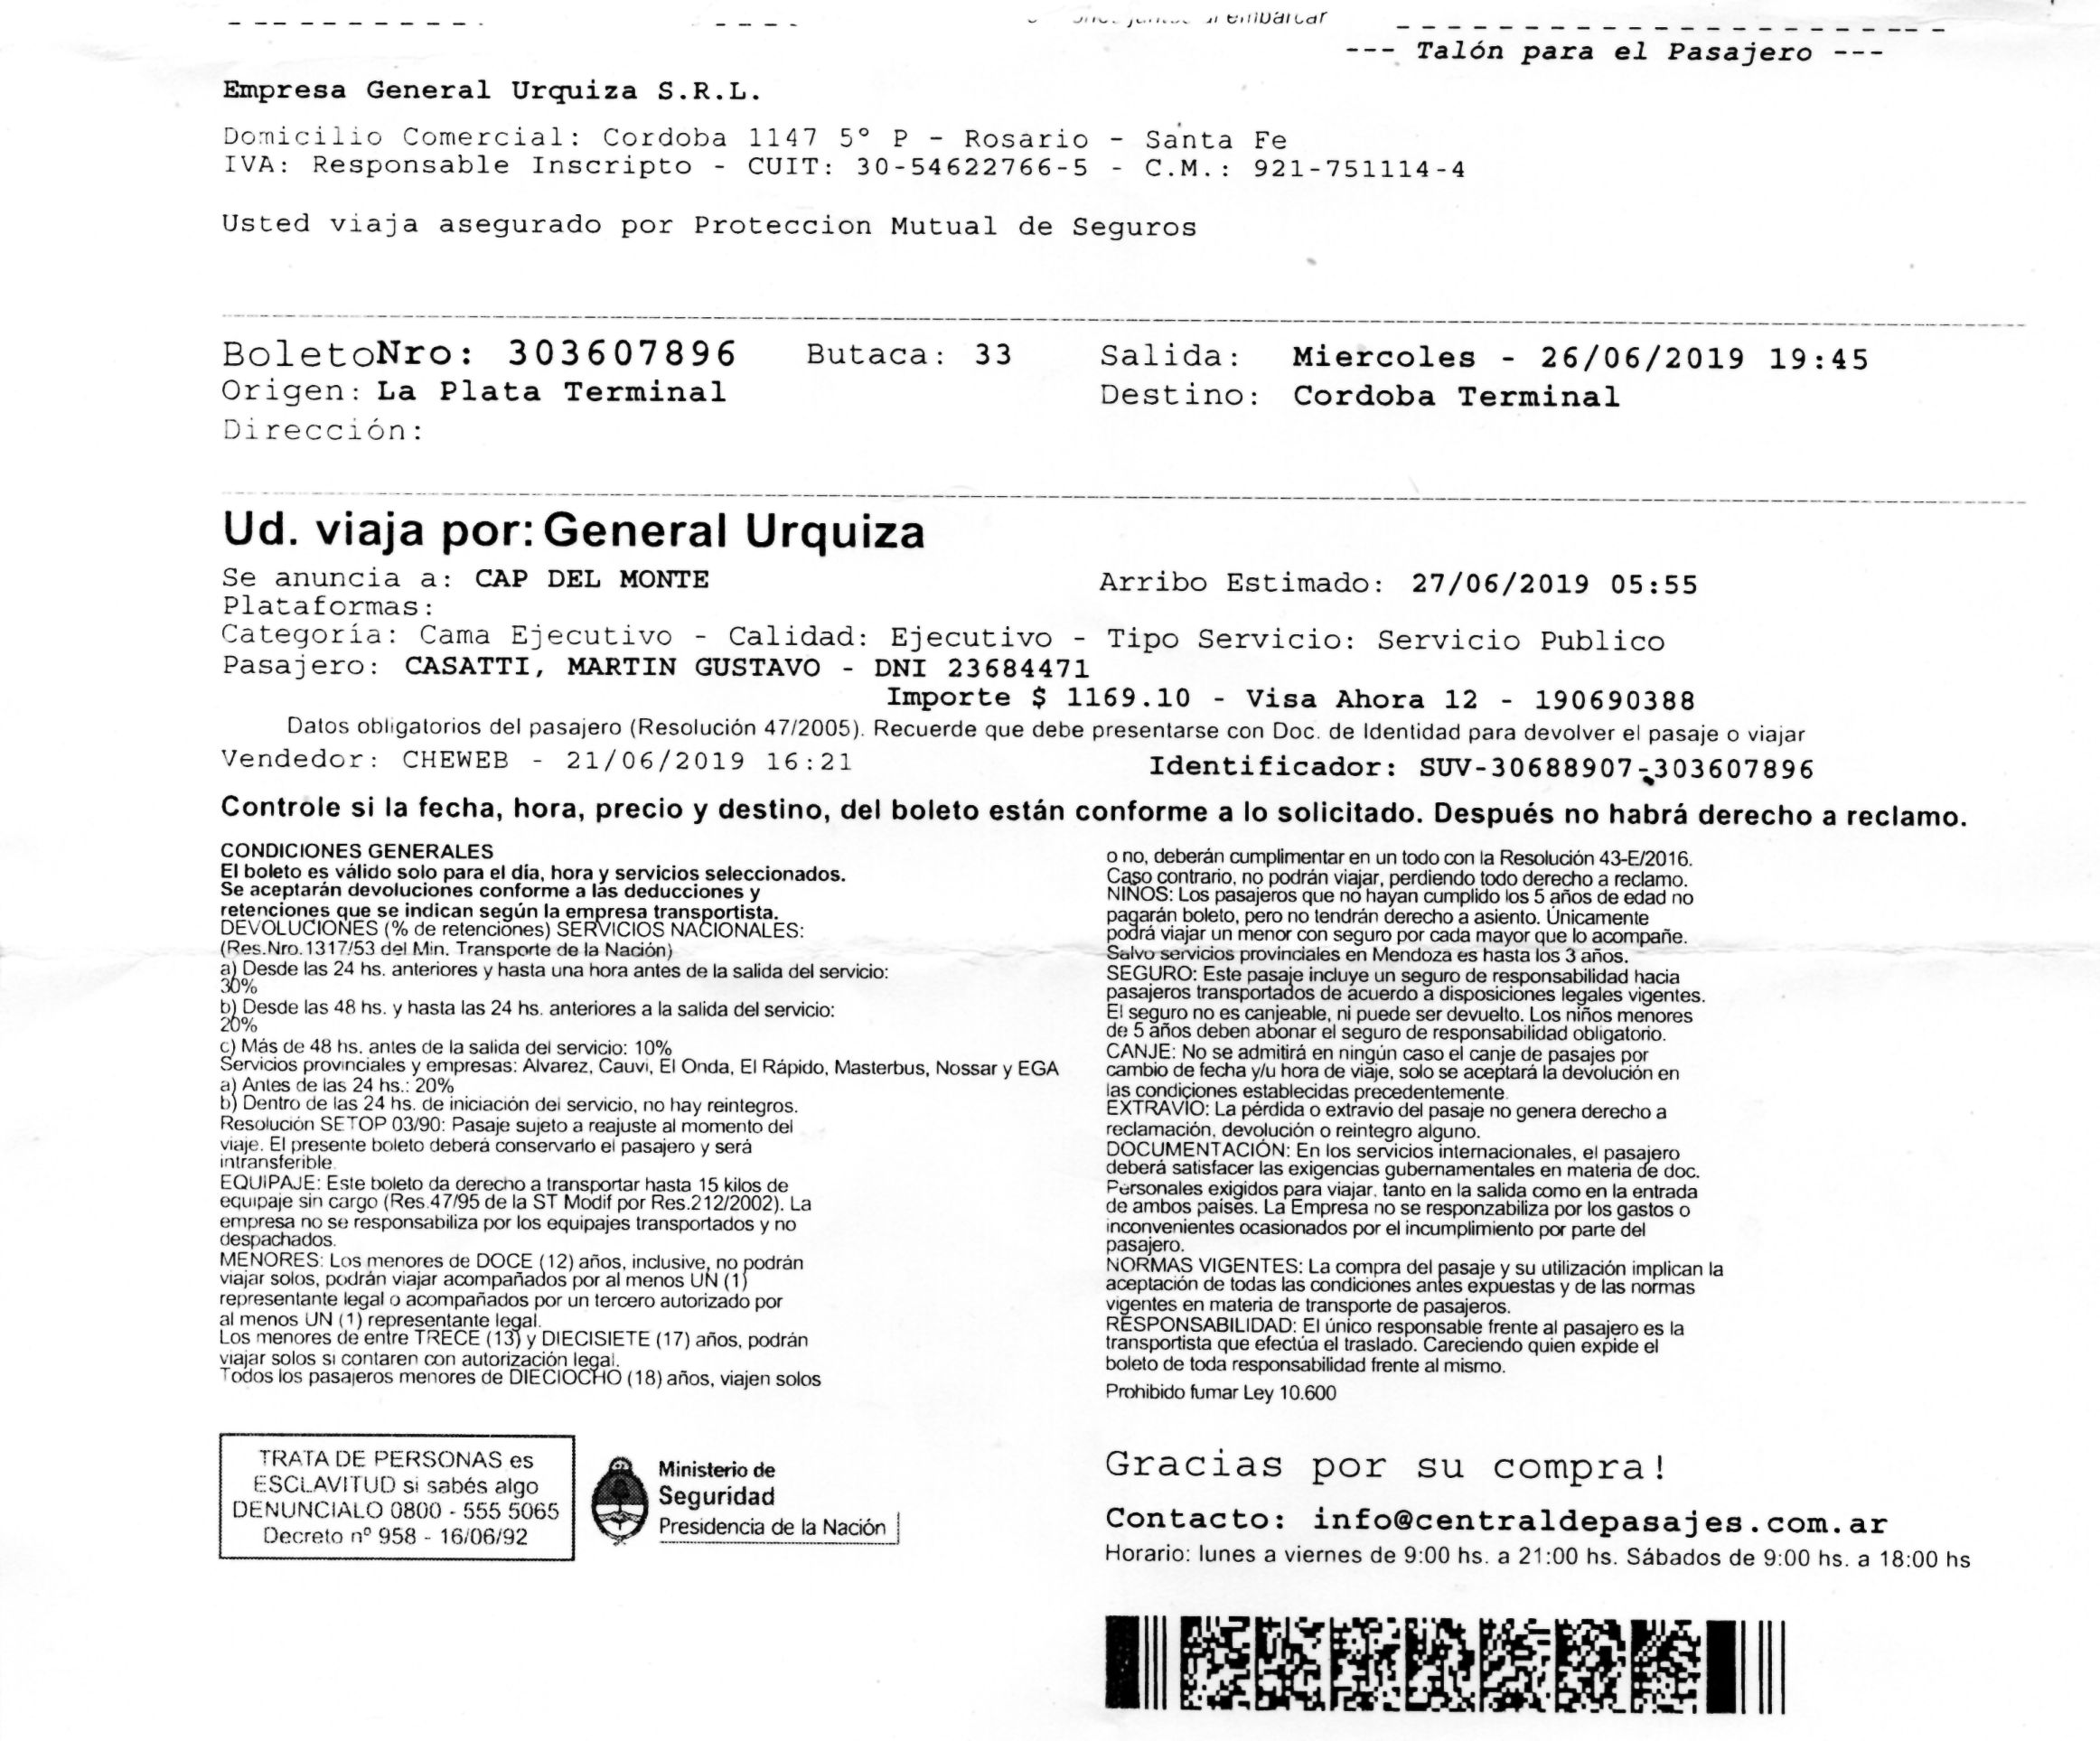 al embarcar
--- Talón para el Pasajero ---
Empresa General Urquiza S.R.L.
Domicilio Comercial: Cordoba 1147 5° P - Rosario - Santa Fe
IVA: Responsable Inscripto - CUIT: 30-54622766-5 - C.M.: 921-751114-4
Usted viaja asegurado por Proteccion Mutual de Seguros
BoletoNro: 303607896 Butaca: 33 Salida: Miercoles - 26/06/2019 19:45
Origen: La Plata Terminal Destino: Cordoba Terminal
Dirección:
Ud. viaja por: General Urquiza
Se anuncia a: CAP DEL MONTE Arribo Estimado: 27/06/2019 05:55
Plataformas:
Categoría: Cama Ejecutivo - Calidad: Ejecutivo - Tipo Servicio: Servicio Publico
Pasajero: CASATTI, MARTIN GUSTAVO - DNI 23684471
Importe $ 1169.10 - Visa Ahora 12 - 190690388
Datos obligatorios del pasajero (Resolución 47/2005). Recuerde que debe presentarse con Doc. de Identidad para devolver el pasaje o viajar
Vendedor: CHEWEB - 21/06/2019 16:21 Identificador: SUV-30688907-303607896
Controle si la fecha, hora, precio y destino, del boleto están conforme a lo solicitado. Después no habrá derecho a reclamo.
CONDICIONES GENERALES
El boleto es válido solo para el día, hora y servicios seleccionados.
Se aceptarán devoluciones conforme a las deducciones y
retenciones que se indican según la empresa transportista.
DEVOLUCIONES (% de retenciones) SERVICIOS NACIONALES:
(Res.Nro.1317/53 del Min. Transporte de la Nación)
a) Desde las 24 hs. anteriores y hasta una hora antes de la salida del servicio:
30%
b) Desde las 48 hs. y hasta las 24 hs. anteriores a la salida del servicio:
20%
c) Más de 48 hs. antes de la salida del servicio: 10%
Servicios provinciales y empresas: Alvarez, Cauvi, El Onda, El Rápido, Masterbus, Nossar y EGA
a) Antes de las 24 hs.: 20%
b) Dentro de las 24 hs. de iniciación del servicio, no hay reintegros.
Resolución SETOP 03/90: Pasaje sujeto a reajuste al momento del
viaje. El presente boleto deberá conservarlo el pasajero y será
intransferible.
EQUIPAJE: Este boleto da derecho a transportar hasta 15 kilos de
equipaje sin cargo (Res.47/95 de la ST Modif por Res.212/2002). La
empresa no se responsabiliza por los equipajes transportados y no
despachados.
MENORES: Los menores de DOCE (12) años, inclusive, no podrán
viajar solos, podrán viajar acompañados por al menos UN (1)
representante legal o acompañados por un tercero autorizado por
al menos UN (1) representante legal.
Los menores de entre TRECE (13) y DIECISIETE (17) años, podrán
viajar solos si contaren con autorización legal.
Todos los pasajeros menores de DIECIOCHO (18) años, viajen solos
o no, deberán cumplimentar en un todo con la Resolución 43-E/2016.
Caso contrario, no podrán viajar, perdiendo todo derecho a reclamo.
NIÑOS: Los pasajeros que no hayan cumplido los 5 años de edad no
pagarán boleto, pero no tendrán derecho a asiento. Únicamente
podrá viajar un menor con seguro por cada mayor que lo acompañe.
Salvo servicios provinciales en Mendoza es hasta los 3 años.
SEGURO: Este pasaje incluye un seguro de responsabilidad hacia
pasajeros transportados de acuerdo a disposiciones legales vigentes.
El seguro no es canjeable, ni puede ser devuelto. Los niños menores
de 5 años deben abonar el seguro de responsabilidad obligatorio.
CANJE: No se admitirá en ningún caso el canje de pasajes por
cambio de fecha y/u hora de viaje, solo se aceptará la devolución en
las condiciones establecidas precedentemente.
EXTRAVIO: La pérdida o extravio del pasaje no genera derecho a
reclamación, devolución o reintegro alguno.
DOCUMENTACIÓN: En los servicios internacionales, el pasajero
deberá satisfacer las exigencias gubernamentales en materia de doc.
Personales exigidos para viajar, tanto en la salida como en la entrada
de ambos países. La Empresa no se responzabiliza por los gastos o
inconvenientes ocasionados por el incumplimiento por parte del
pasajero.
NORMAS VIGENTES: La compra del pasaje y su utilización implican la
aceptación de todas las condiciones antes expuestas y de las normas
vigentes en materia de transporte de pasajeros.
RESPONSABILIDAD: El único responsable frente al pasajero es la
transportista que efectúa el traslado. Careciendo quien expide el
boleto de toda responsabilidad frente al mismo.
Prohibido fumar Ley 10.600
TRATA DE PERSONAS es
ESCLAVITUD si sabés algo
DENUNCIALO 0800 - 555 5065
Decreto nº 958 - 16/06/92
Ministerio de
Seguridad
Presidencia de la Nación
Gracias por su compra!
Contacto: info@centraldepasajes.com.ar
Horario: lunes a viernes de 9:00 hs. a 21:00 hs. Sábados de 9:00 hs. a 18:00 hs